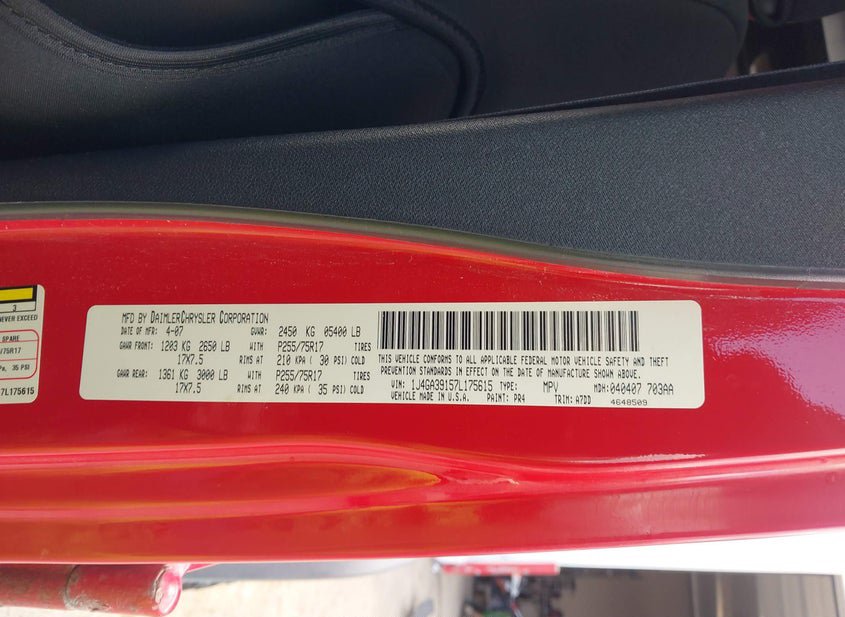 3
NEVER EXCEED
SPARE
/75R17
a, 35 PSI
7L175615
MFD BY DAIMLERCHRYSLER CORPORATION
DATE OF MFR: 4-07 GVWR: 2450 KG 05400 LB
GAWR FRONT: 1203 KG 2650 LB WITH P255/75R17 TIRES
17X7.5 RIMS AT 210 KPA ( 30 PSI) COLD
GAWR REAR: 1361 KG 3000 LB WITH P255/75R17 TIRES
17X7.5 RIMS AT 240 KPA ( 35 PSI) COLD
THIS VEHICLE CONFORMS TO ALL APPLICABLE FEDERAL MOTOR VEHICLE SAFETY AND THEFT
PREVENTION STANDARDS IN EFFECT ON THE DATE OF MANUFACTURE SHOWN ABOVE.
VIN: 1J4GA39157L175615 TYPE: MPV MDH: 040407 703AA
VEHICLE MADE IN U.S.A. PAINT: PR4 TRIM: A7DD 4648509